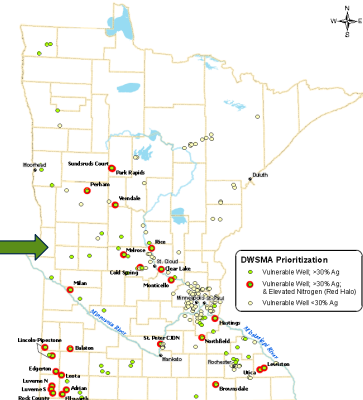 N
W E
S
Moorhead
Sundsruds Court
Park Rapids
Duluth
Perham
Verndale
Rice
Melrose
St. Cloud
Cold Spring
Clear Lake
Monticello
DWSMA Prioritization
Vulnerable Well; >30% Ag
Vulnerable Well; >30% Ag
& Elevated Nitrogen (Red Halo)
Vulnerable Well <30% Ag
Milan
Minnesota River
Minneapolis
St. Paul
Hastings
Mississippi River
Lincoln-Pipestone
Balaton
St. Peter
Northfield
Mankato
Rochester
Lewiston
Utica
Edgerton
Leota
Luverne N
Luverne S
Adrian
Rock County
Ellsworth
Brownsdale